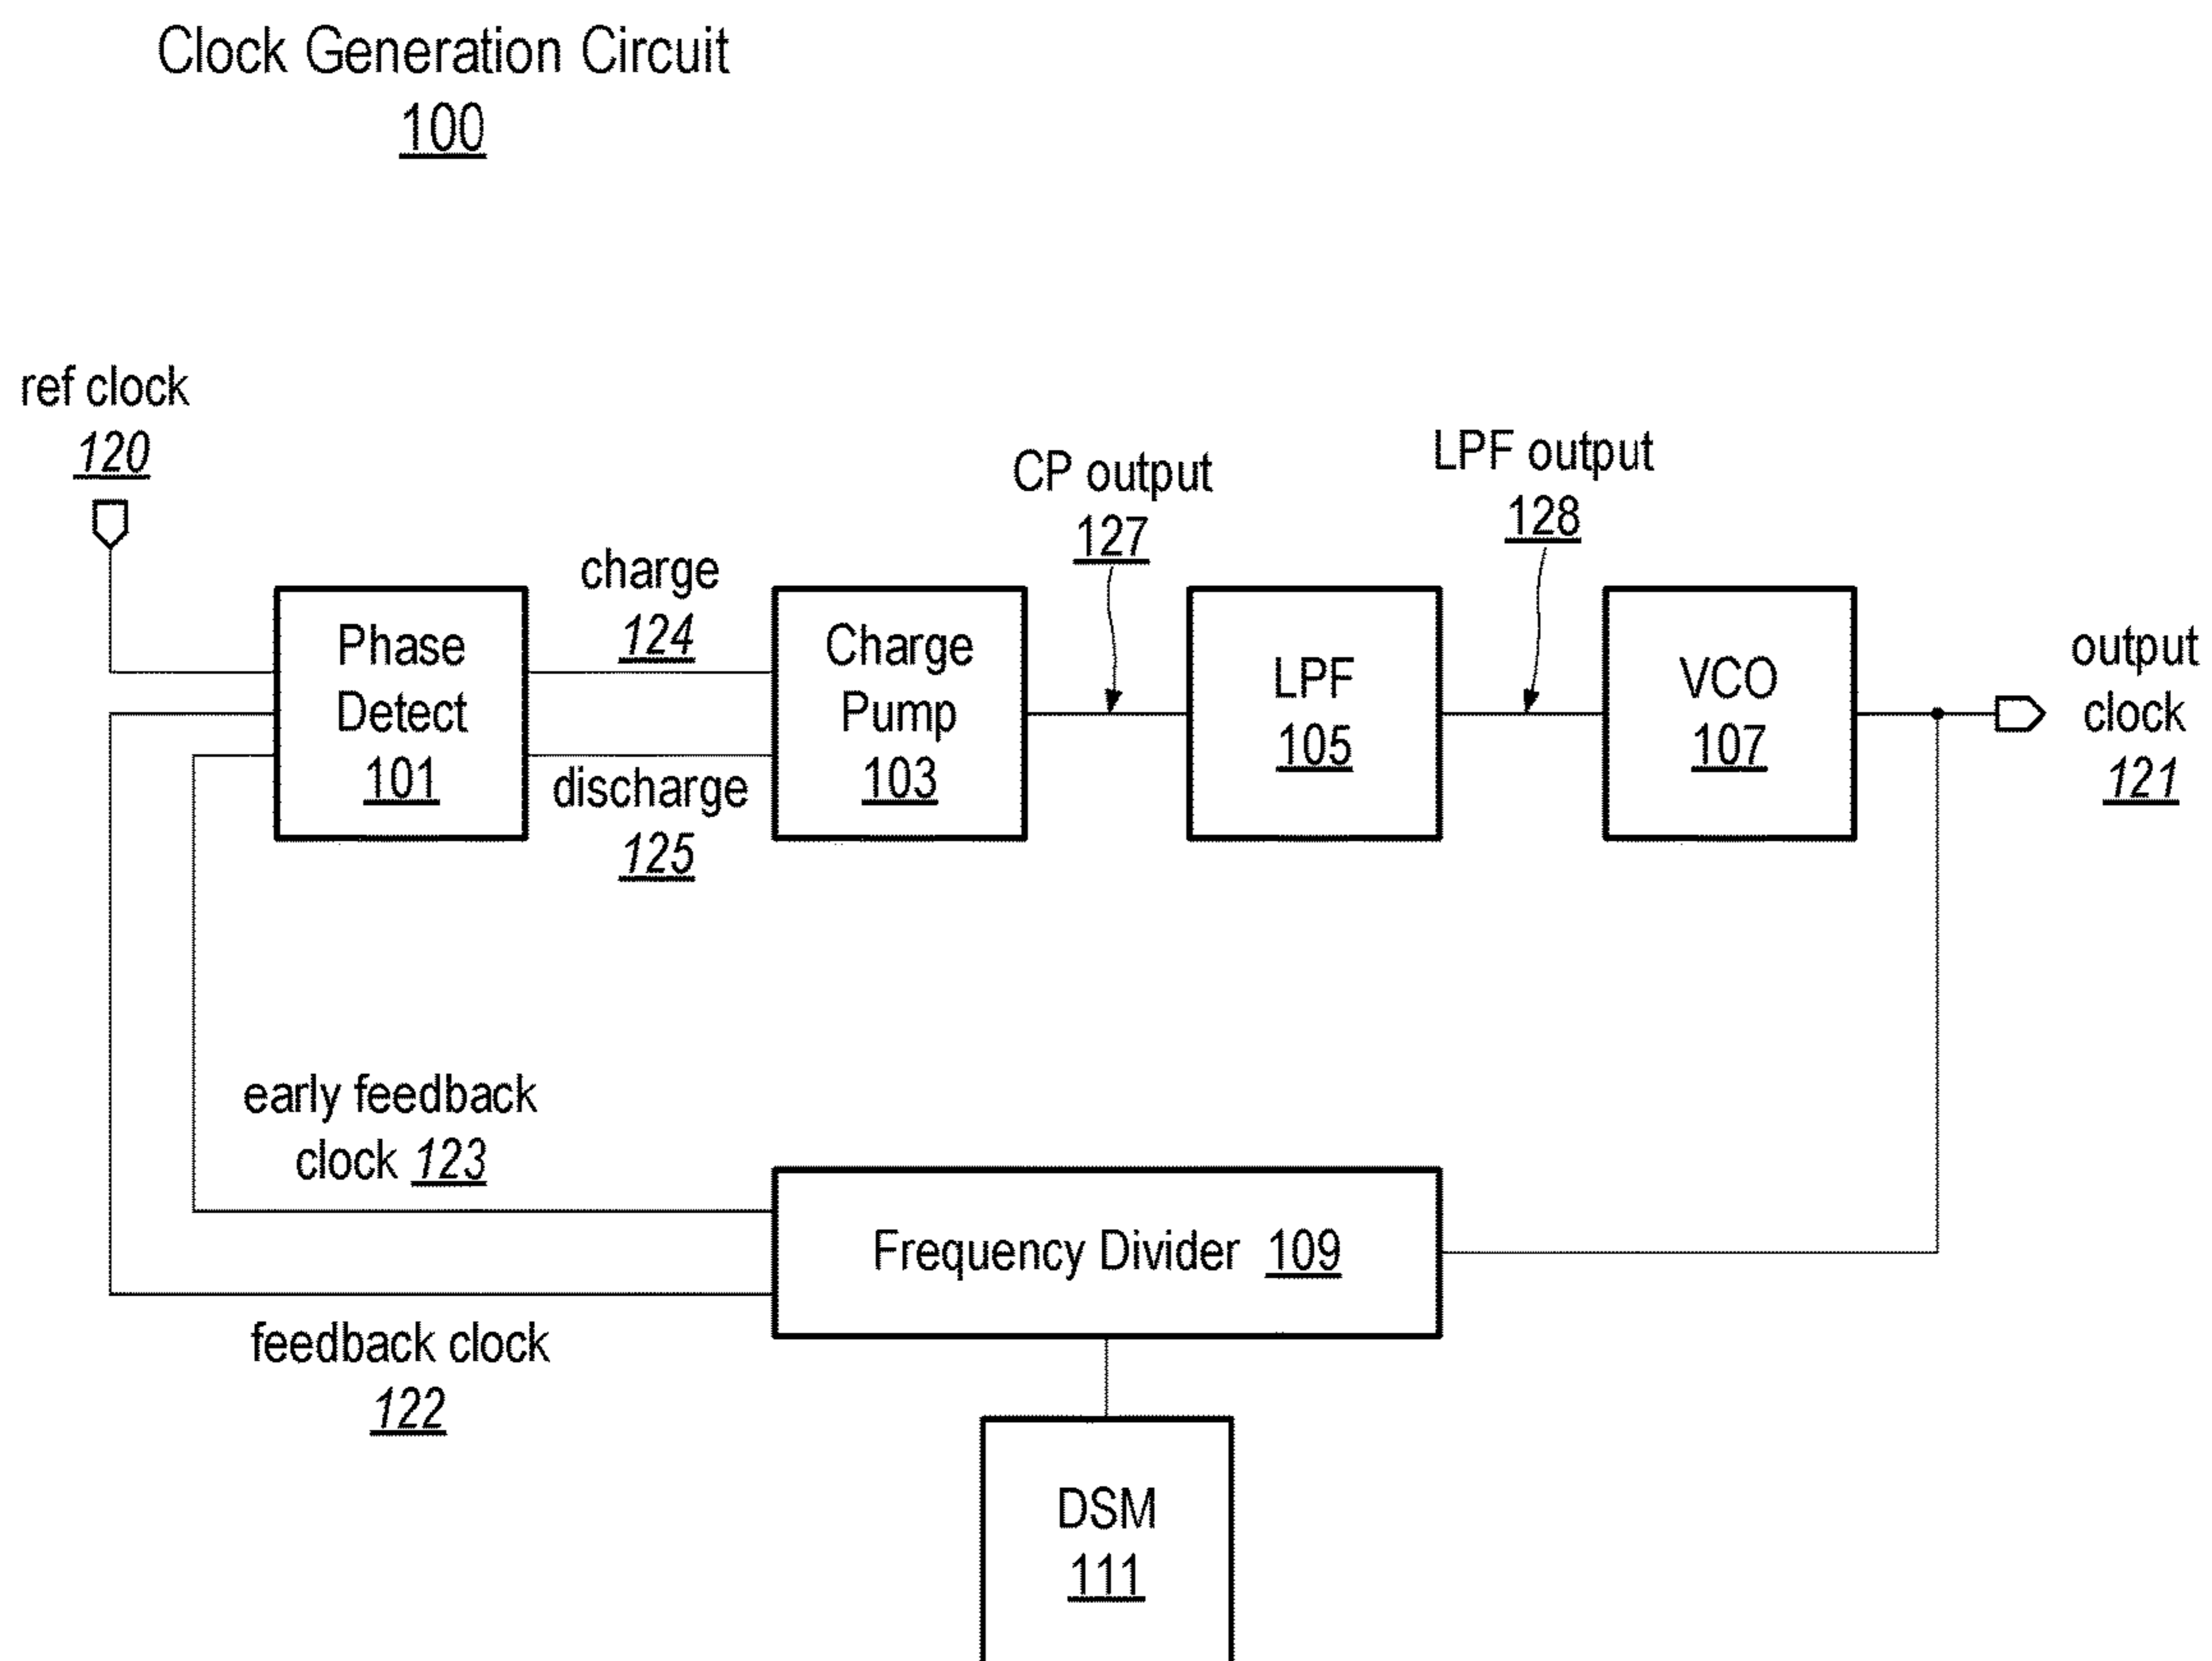 Clock Generation Circuit
100
ref clock
120
CP output
127
LPF output
128
charge
124
discharge
125
Phase
Detect
101
Charge
Pump
103
LPF
105
VCO
107
output
clock
121
early feedback
clock 123
Frequency Divider 109
feedback clock
122
DSM
111